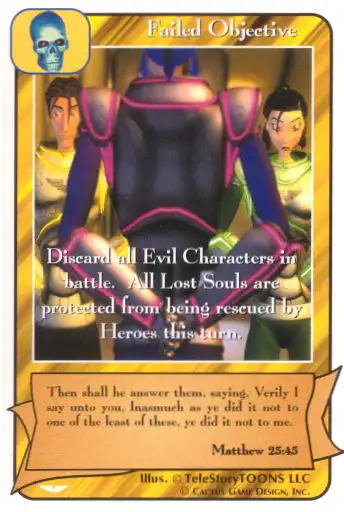 Failed Objective
Discard all Evil Characters in
battle. All Lost Souls are
protected from being rescued by
Heroes this turn.
Then shall he answer them, saying, Verily I
say unto you, Inasmuch as ye did it not to
one of the least of these, ye did it not to me.
Matthew 25:45
Illus. © TeleStoryTOONS LLC
© Cactus Game Design, Inc.